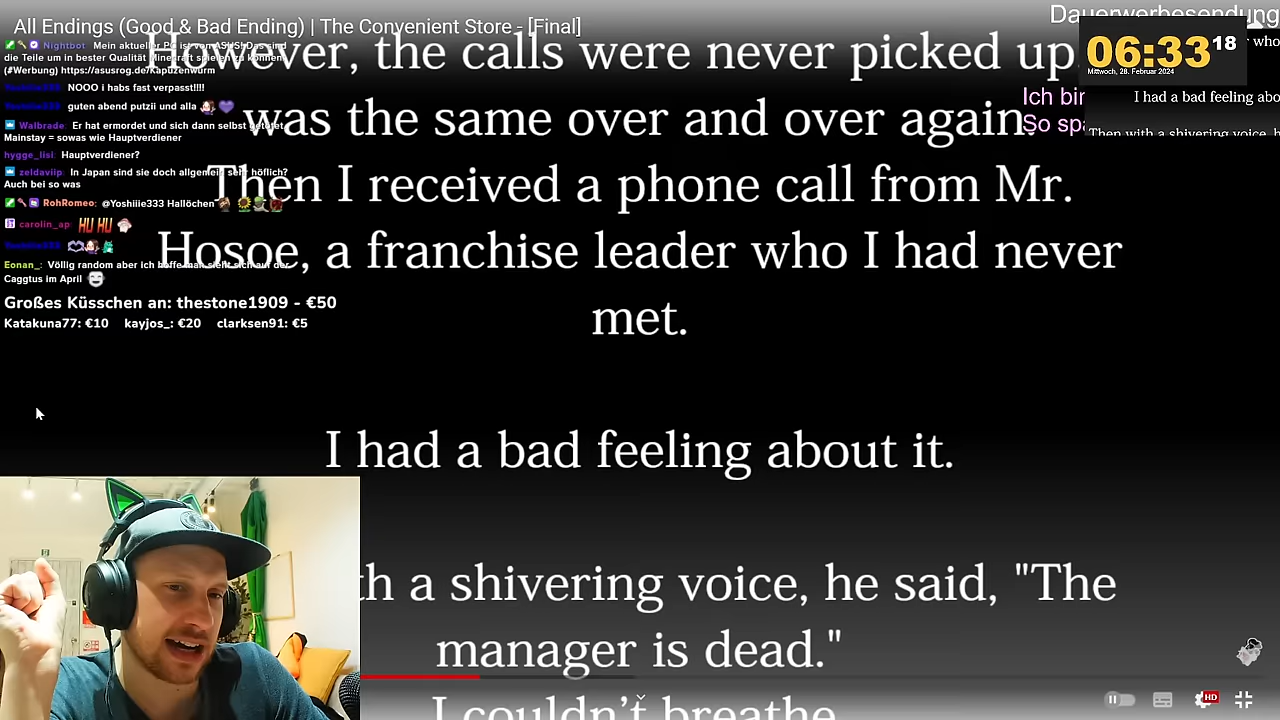 All Endings (Good & Bad Ending) | The Convenient Store - [Final]
Dauerwerbesendung
However, the calls were never picked up.
was the same over and over again.
Then I received a phone call from Mr.
Hosoe, a franchise leader who I had never
met.
I had a bad feeling about it.
th a shivering voice, he said, "The
manager is dead."
I couldn't breathe
Nightbot: Mein aktueller PC ist von ASUS! Das sind
die Teile um in bester Qualität Minecraft spielen zu können:
(#Werbung) https://asusrog.de/kaputzenwurm
NOOO i habs fast verpasst!!!!
guten abend putzii und alla
Walbrade: Er hat ermordet und sich dann selbst getötet.
Mainstay = sowas wie Hauptverdiener
hygge_lisi: Hauptverdiener?
zeldaviip: In Japan sind sie doch allgemein sehr höflich?
Auch bei so was
RohRomeo: @Yoshiiie333 Hallöchen
carolin_ap: HU HU
Eonan_: Völlig random aber ich hoffe man sieht sich auf der
Caggtus im April
Großes Küsschen an: thestone1909 - €50
Katakuna77: €10 kayjos_: €20 clarksen91: €5
06:33 18
Mittwoch, 28. Februar 2024
who
Ich bin
So spa
I had a bad feeling abo
Then with a shivering voice, h
HD